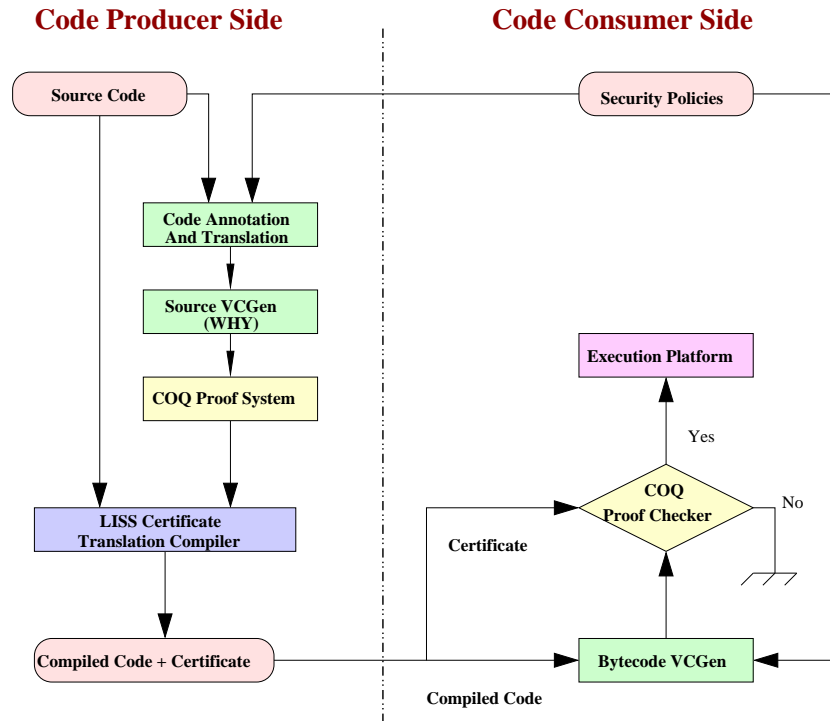 Code Producer Side
Code Consumer Side
Source Code
Security Policies
Code Annotation
And Translation
Source VCGen
(WHY)
Execution Platform
COQ Proof System
Yes
COQ
Proof Checker
No
LISS Certificate
Translation Compiler
Certificate
Compiled Code + Certificate
Bytecode VCGen
Compiled Code